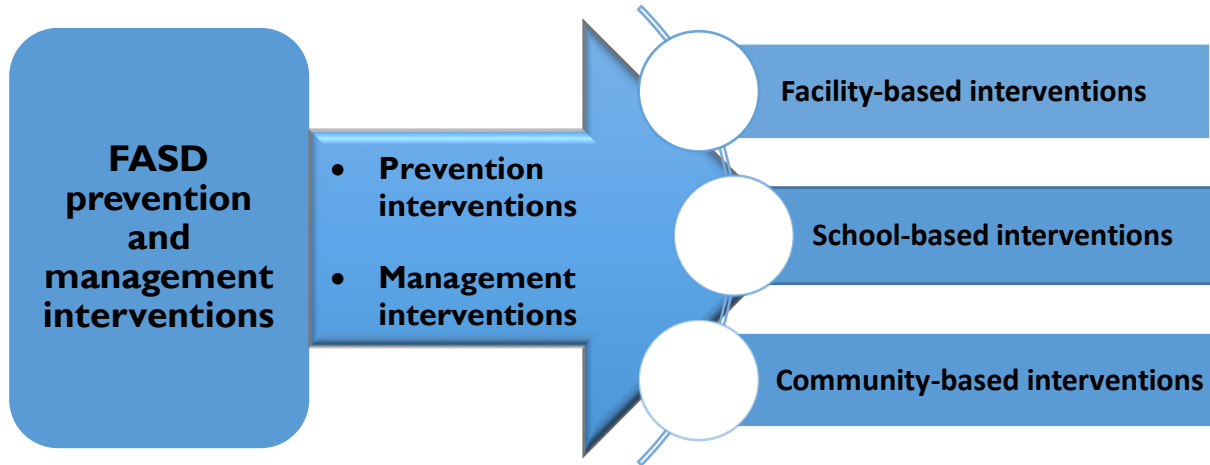 FASD
prevention
and
management
interventions
• Prevention
interventions
• Management
interventions
Facility-based interventions
School-based interventions
Community-based interventions